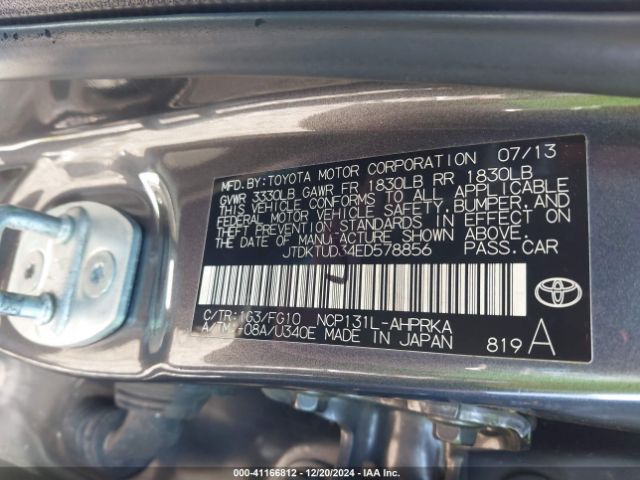 MFD. BY: TOYOTA MOTOR CORPORATION 07/13
GVWR 3330LB GAWR FR 1830LB RR 1830LB
THIS VEHICLE CONFORMS TO ALL APPLICABLE
FEDERAL MOTOR VEHICLE SAFETY, BUMPER, AND
THEFT PREVENTION STANDARDS IN EFFECT ON
THE DATE OF MANUFACTURE SHOWN ABOVE.
JTDKTUD34ED578856 PASS. CAR
C/TR: 1G3/FG10 NCP131L-AHPRKA
A/TM: -08A/U340E MADE IN JAPAN 819 A
000-41166812 - 12/20/2024 - IAA Inc.